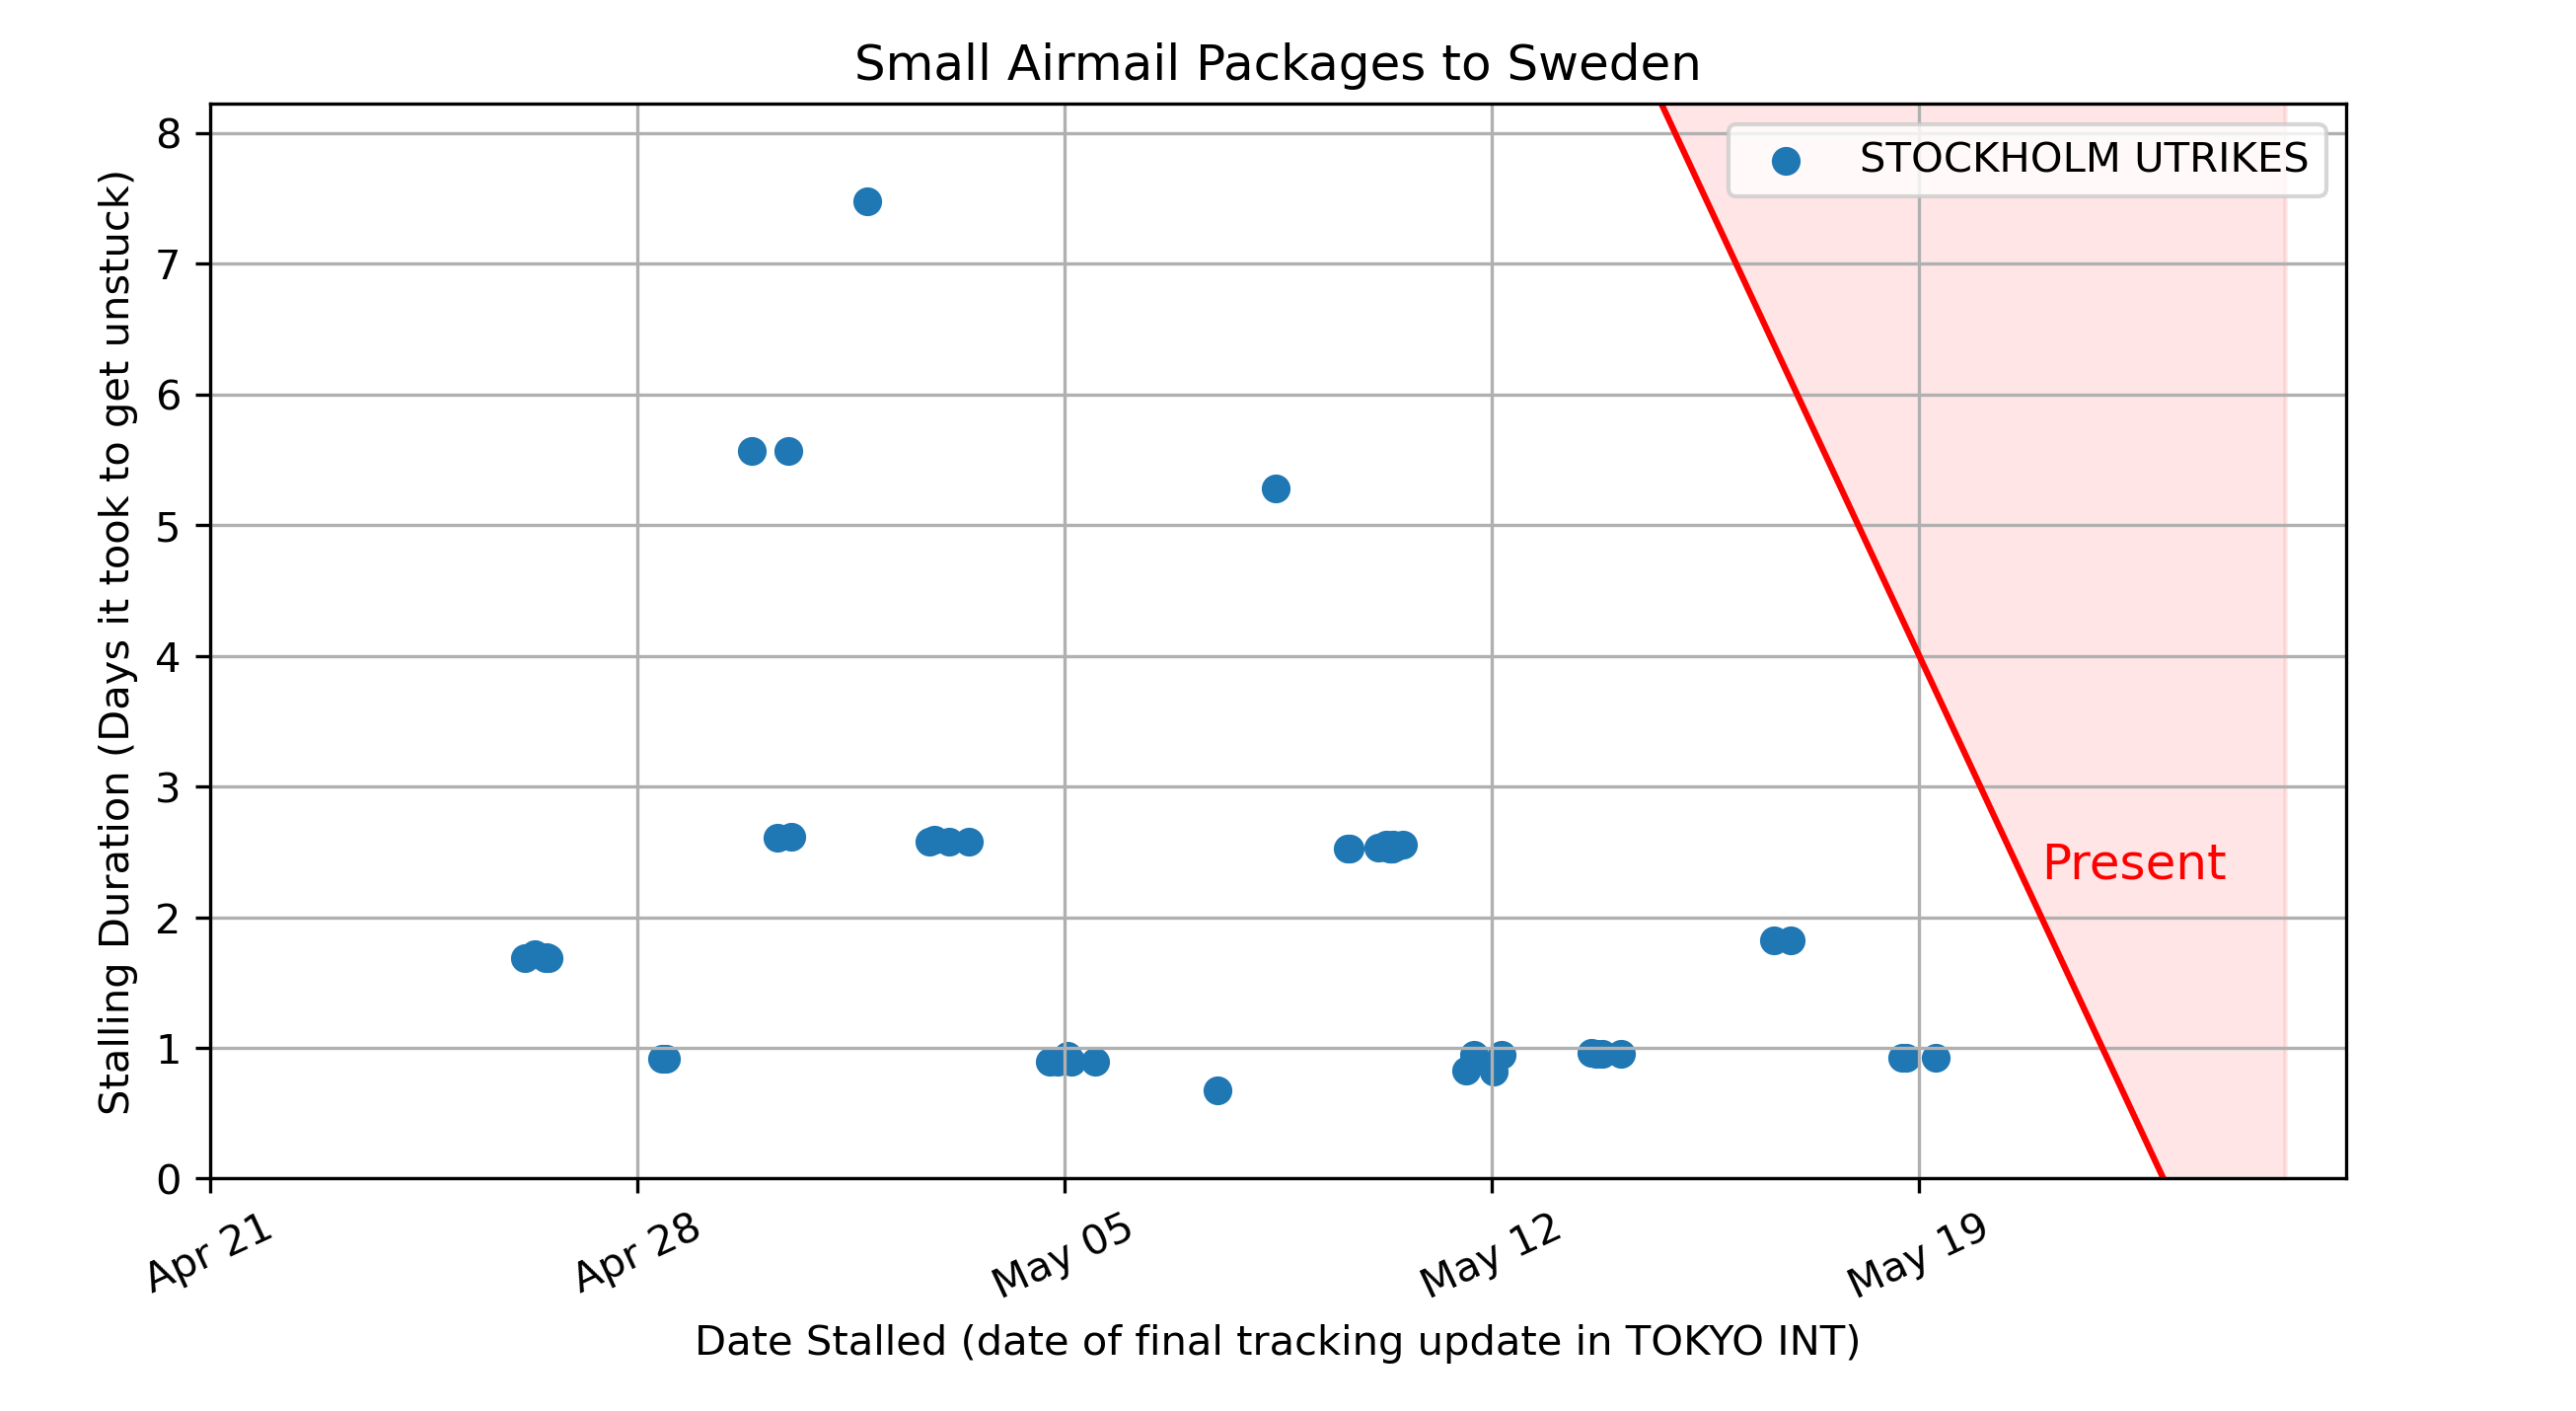 Small Airmail Packages to Sweden
STOCKHOLM UTRIKES
Stalling Duration (Days it took to get unstuck)
8
7
6
5
4
3
2
1
0
Present
Apr 21
Apr 28
May 05
May 12
May 19
Date Stalled (date of final tracking update in TOKYO INT)